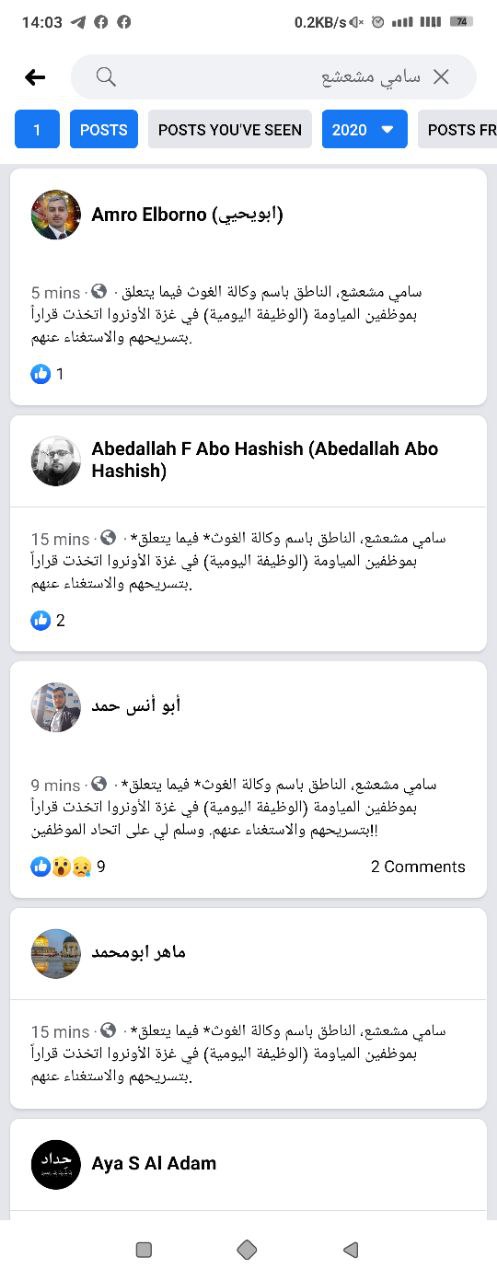 14:03
0.2KB/s
74
سامي مشعشع
1 POSTS POSTS YOU'VE SEEN 2020 POSTS FR
Amro Elborno (ابويحيي)
5 mins · · سامي مشعشع، الناطق باسم وكالة الغوث فيما يتعلق
بموظفين المياومة (الوظيفة اليومية) في غزة الأونروا اتخذت قراراً
بتسريحهم والاستغناء عنهم.
1
Abedallah F Abo Hashish (Abedallah Abo
Hashish)
15 mins · · سامي مشعشع، الناطق باسم وكالة الغوث* فيما يتعلق*
بموظفين المياومة (الوظيفة اليومية) في غزة الأونروا اتخذت قراراً
بتسريحهم والاستغناء عنهم.
2
أبو أنس حمد
9 mins · · سامي مشعشع، الناطق باسم وكالة الغوث* فيما يتعلق*
بموظفين المياومة (الوظيفة اليومية) في غزة الأونروا اتخذت قراراً
بتسريحهم والاستغناء عنهم. وسلم لي على اتحاد الموظفين!!
9
2 Comments
ماهر ابومحمد
15 mins · · سامي مشعشع، الناطق باسم وكالة الغوث* فيما يتعلق*
بموظفين المياومة (الوظيفة اليومية) في غزة الأونروا اتخذت قراراً
بتسريحهم والاستغناء عنهم.
حداد
Aya S Al Adam